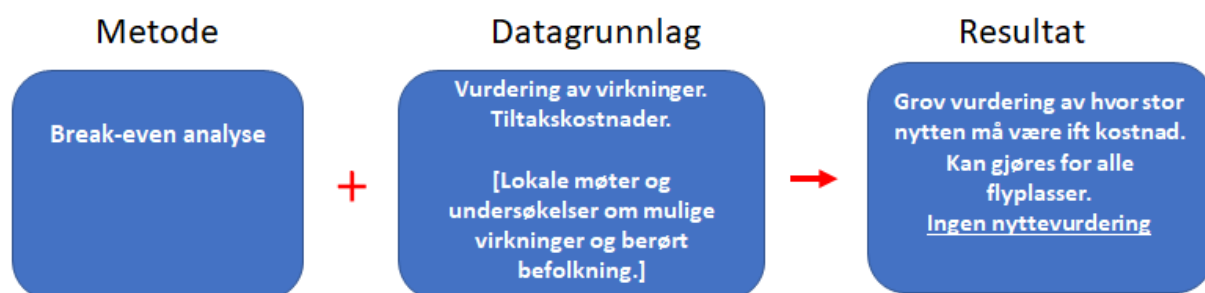 Metode
Datagrunnlag
Resultat
Break-even analyse
+
Vurdering av virkninger.
Tiltakskostnader.
[Lokale møter og
undersøkelser om mulige
virkninger og berørt
befolkning.]
Grov vurdering av hvor stor
nytten må være ift kostnad.
Kan gjøres for alle
flyplasser.
Ingen nyttevurdering